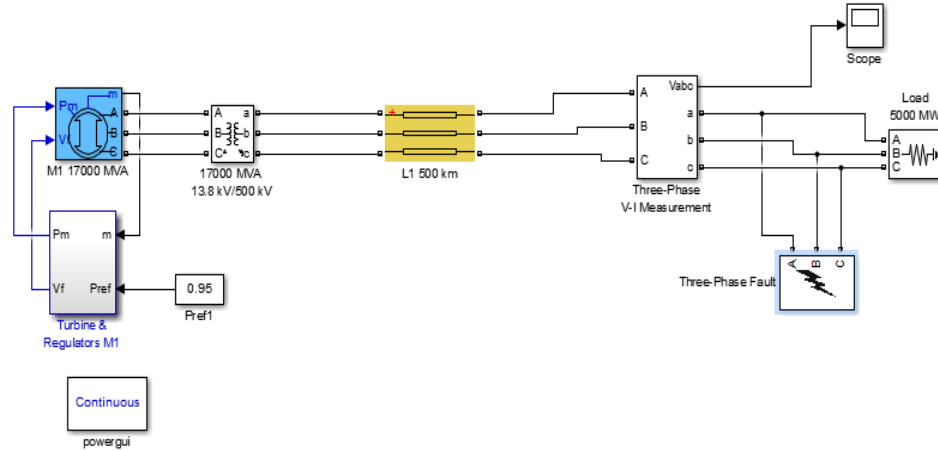 Scope
Vabc
A
a
B
b
C
c
Three-Phase
V-I Measurement
Load
5000 MW
A
B
C
Pm
Vf
m
A
B
C
M1 17000 MVA
A
B
C
a
b
c
17000 MVA
13.8 kV/500 kV
L1 500 km
A
B
C
Three-Phase Fault
Pm
Vf
m
Pref
Turbine &
Regulators M1
0.95
Pref1
Continuous
powergui